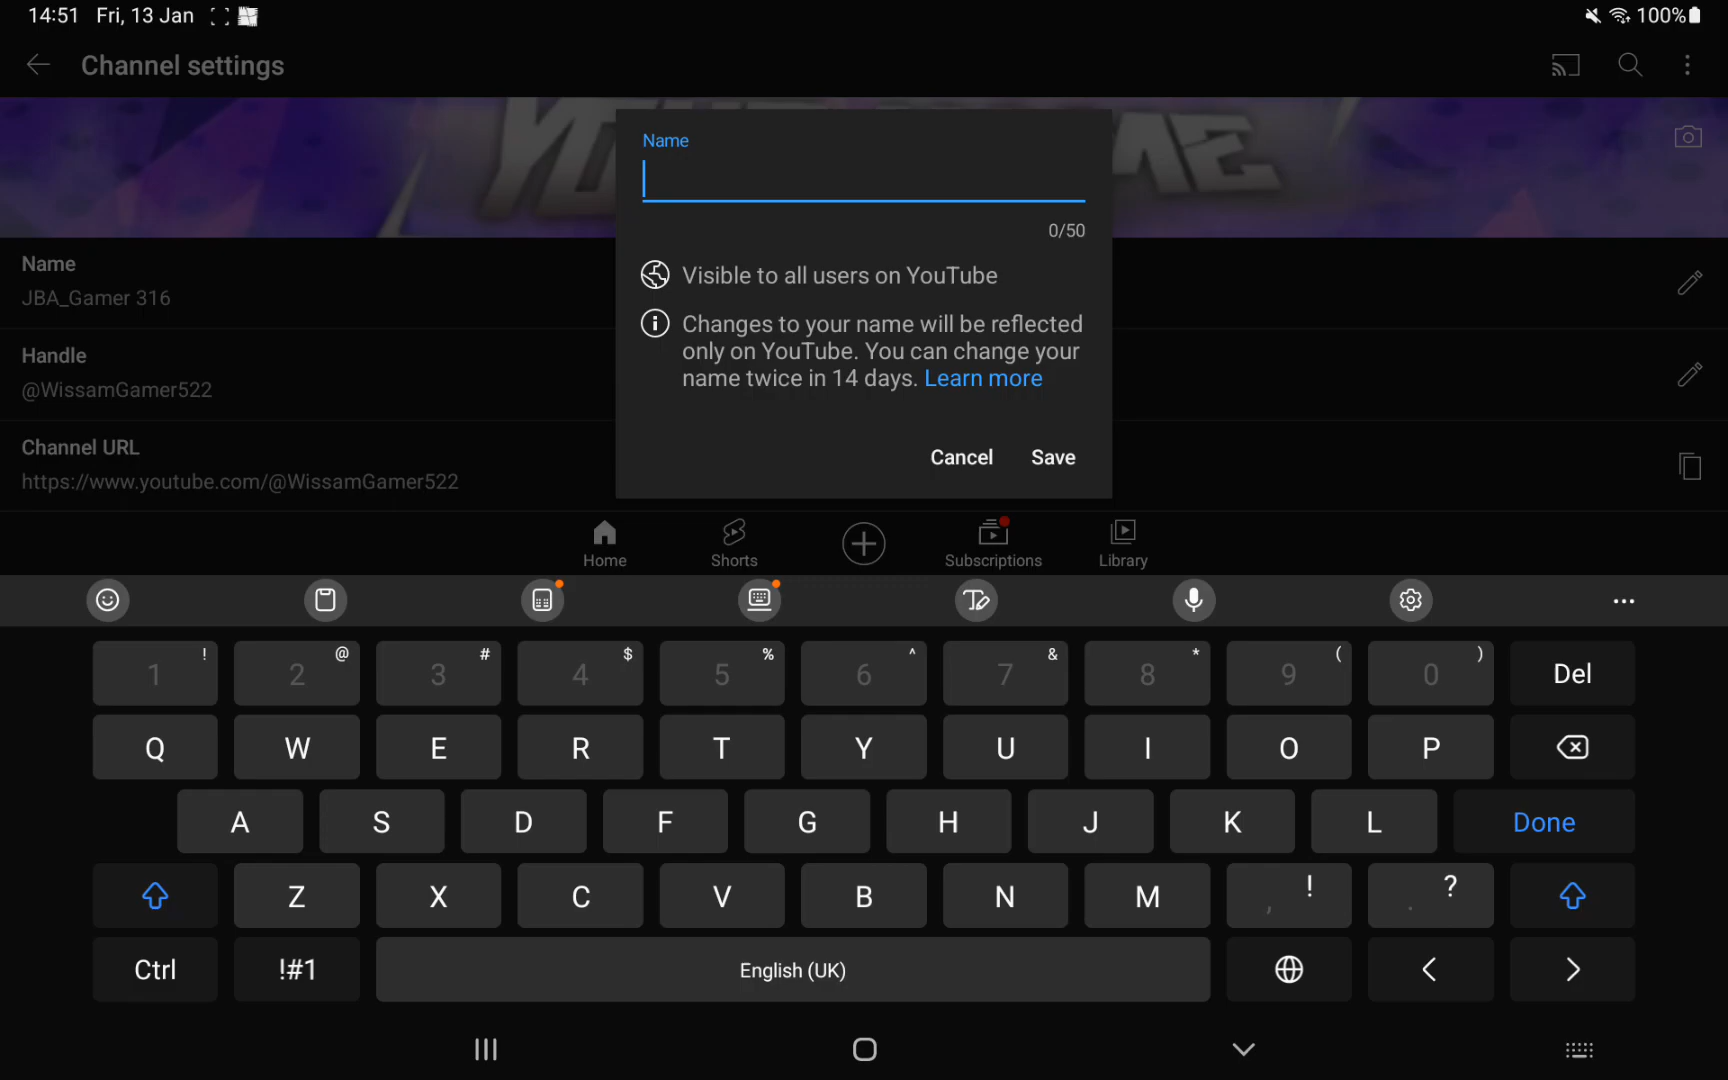 14:51 Fri, 13 Jan
100%
Channel settings
Name
0/50
Visible to all users on YouTube
Changes to your name will be reflected
only on YouTube. You can change your
name twice in 14 days. Learn more
Cancel Save
Name
JBA_Gamer 316
Handle
@WissamGamer522
Channel URL
https://www.youtube.com/@WissamGamer522
Home Shorts Subscriptions Library
! @ # $ % ^ & * ( )
1 2 3 4 5 6 7 8 9 0 Del
Q W E R T Y U I O P
A S D F G H J K L Done
Z X C V B N M , ! . ?
Ctrl !#1 English (UK) < >